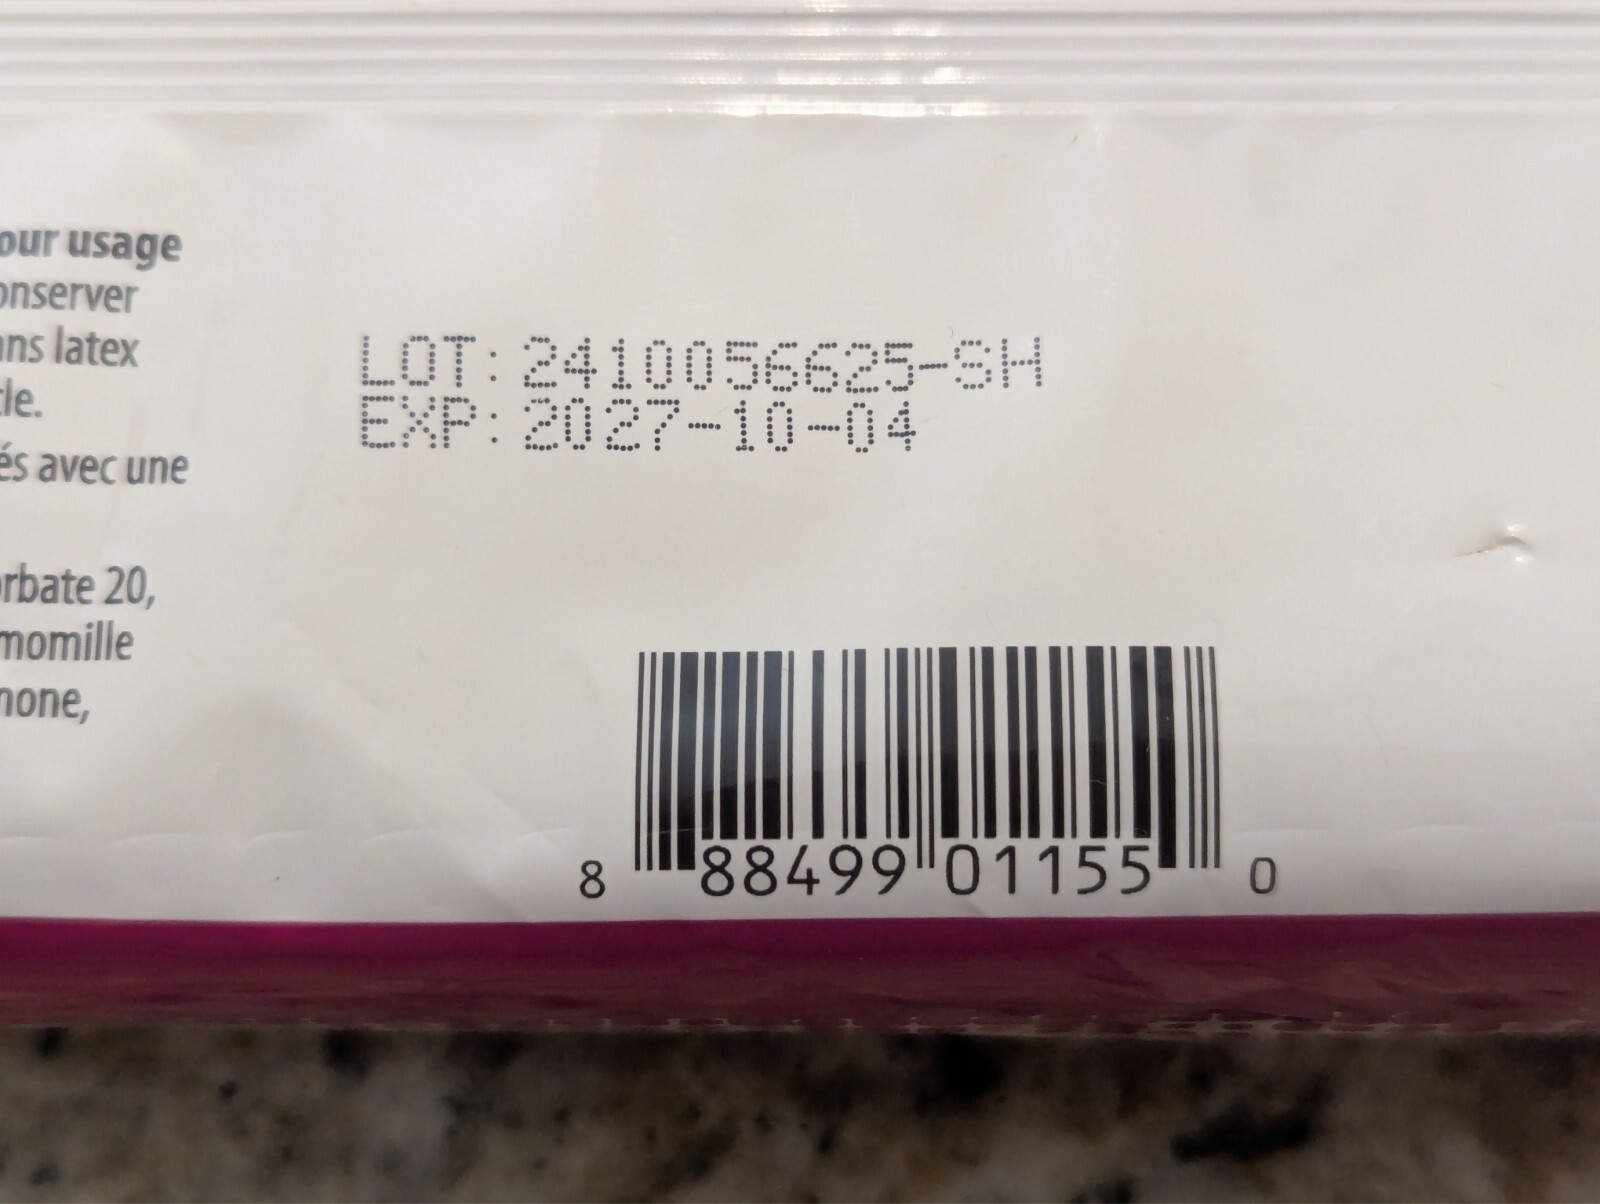 our usage
onserver
ans latex
cle.
és avec une
rbate 20,
momille
none,
LOT: 2410056625-SH
EXP: 2027-10-04
8 88499 01155 0